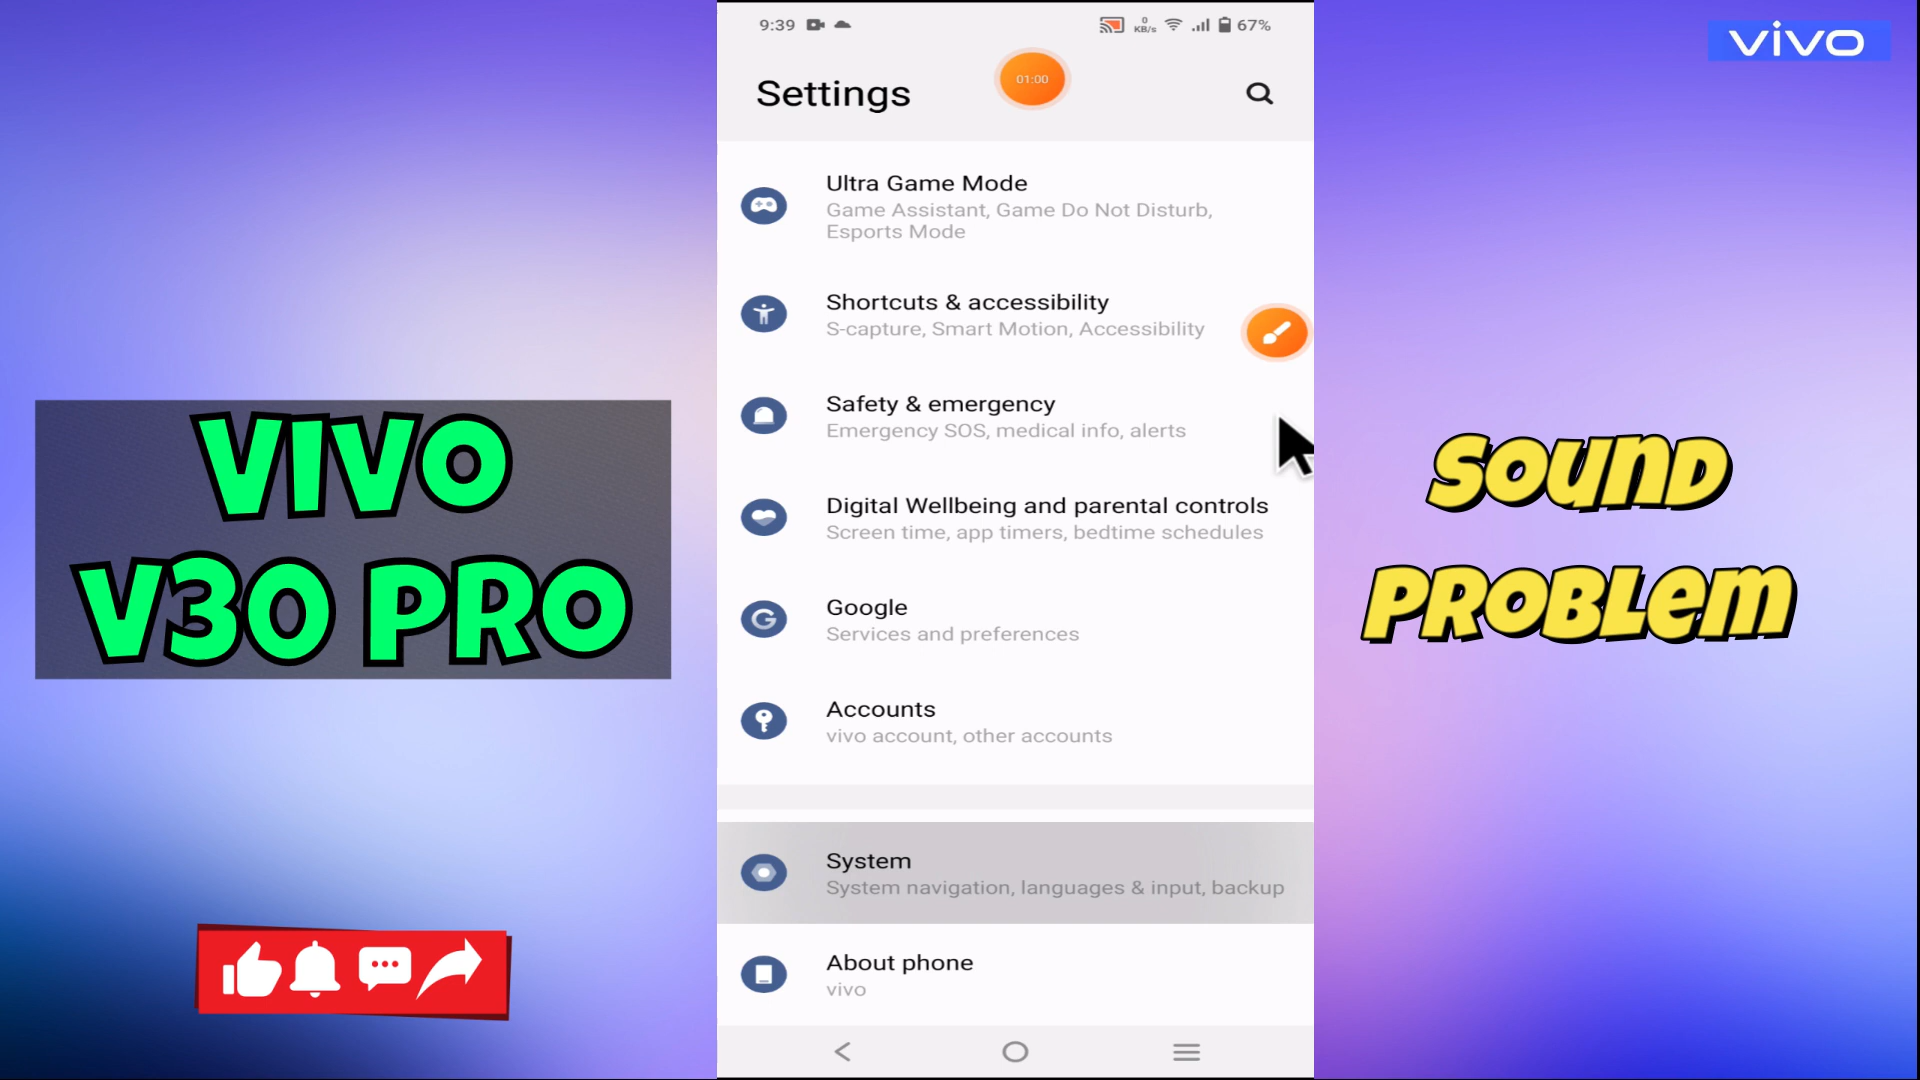 9:39
0
KB/s
67%
vivo
Settings
01:00
Ultra Game Mode
Game Assistant, Game Do Not Disturb,
Esports Mode
Shortcuts & accessibility
S-capture, Smart Motion, Accessibility
Safety & emergency
Emergency SOS, medical info, alerts
Digital Wellbeing and parental controls
Screen time, app timers, bedtime schedules
Google
Services and preferences
Accounts
vivo account, other accounts
System
System navigation, languages & input, backup
About phone
vivo
VIVO
V30 PRO
SOUND
PROBLEM